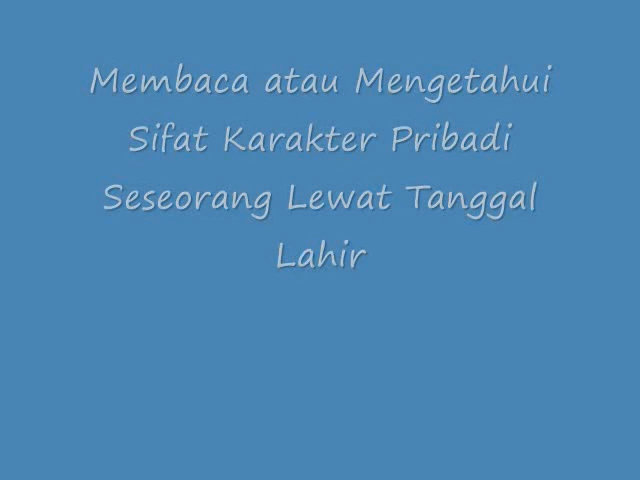 Membaca atau Mengetahui
Sifat Karakter Pribadi
Seseorang Lewat Tanggal
Lahir